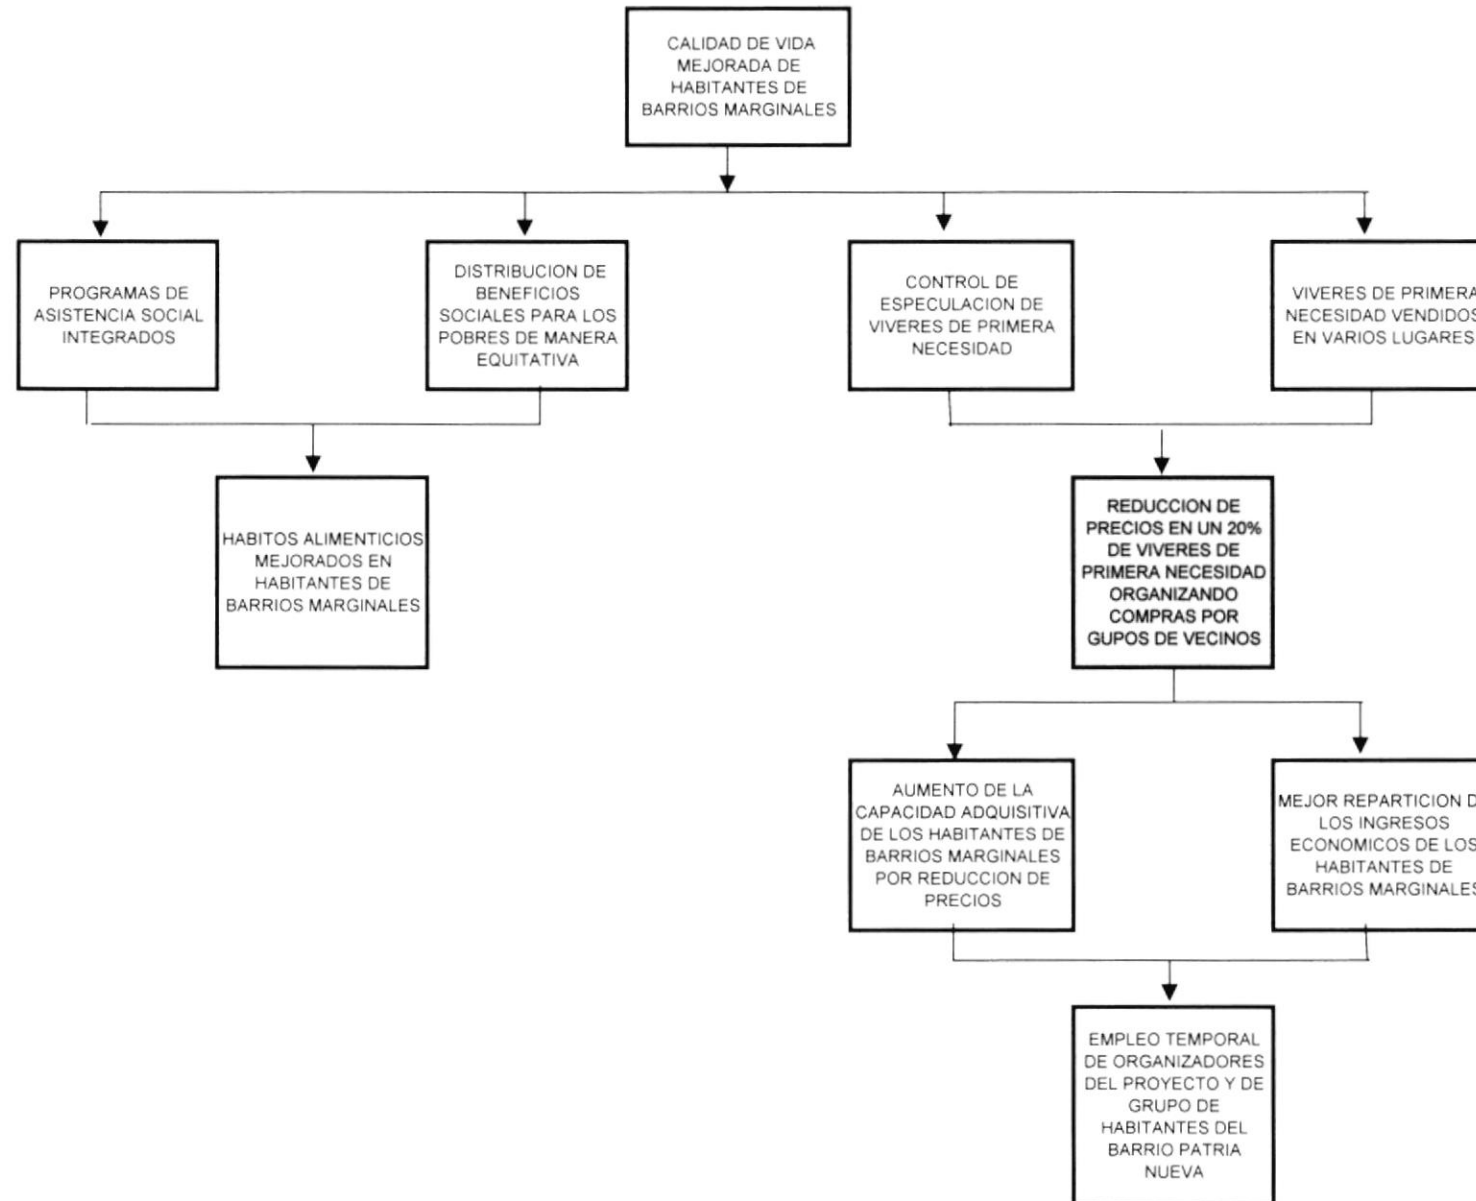 CALIDAD DE VIDA
MEJORADA DE
HABITANTES DE
BARRIOS MARGINALES
PROGRAMAS DE
ASISTENCIA SOCIAL
INTEGRADOS
DISTRIBUCION DE
BENEFICIOS
SOCIALES PARA LOS
POBRES DE MANERA
EQUITATIVA
CONTROL DE
ESPECULACION DE
VIVERES DE PRIMERA
NECESIDAD
VIVERES DE PRIMERA
NECESIDAD VENDIDOS
EN VARIOS LUGARES
HABITOS ALIMENTICIOS
MEJORADOS EN
HABITANTES DE
BARRIOS MARGINALES
REDUCCION DE
PRECIOS EN UN 20%
DE VIVERES DE
PRIMERA NECESIDAD
ORGANIZANDO
COMPRAS POR
GUPOS DE VECINOS
AUMENTO DE LA
CAPACIDAD ADQUISITIVA
DE LOS HABITANTES DE
BARRIOS MARGINALES
POR REDUCCION DE
PRECIOS
MEJOR REPARTICION D
LOS INGRESOS
ECONOMICOS DE LOS
HABITANTES DE
BARRIOS MARGINALES
EMPLEO TEMPORAL
DE ORGANIZADORES
DEL PROYECTO Y DE
GRUPO DE
HABITANTES DEL
BARRIO PATRIA
NUEVA